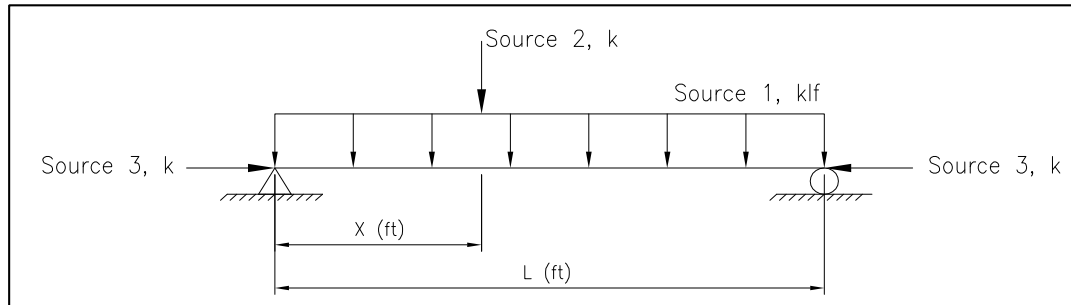 Source 2, k
Source 1, klf
Source 3, k
Source 3, k
X (ft)
L (ft)